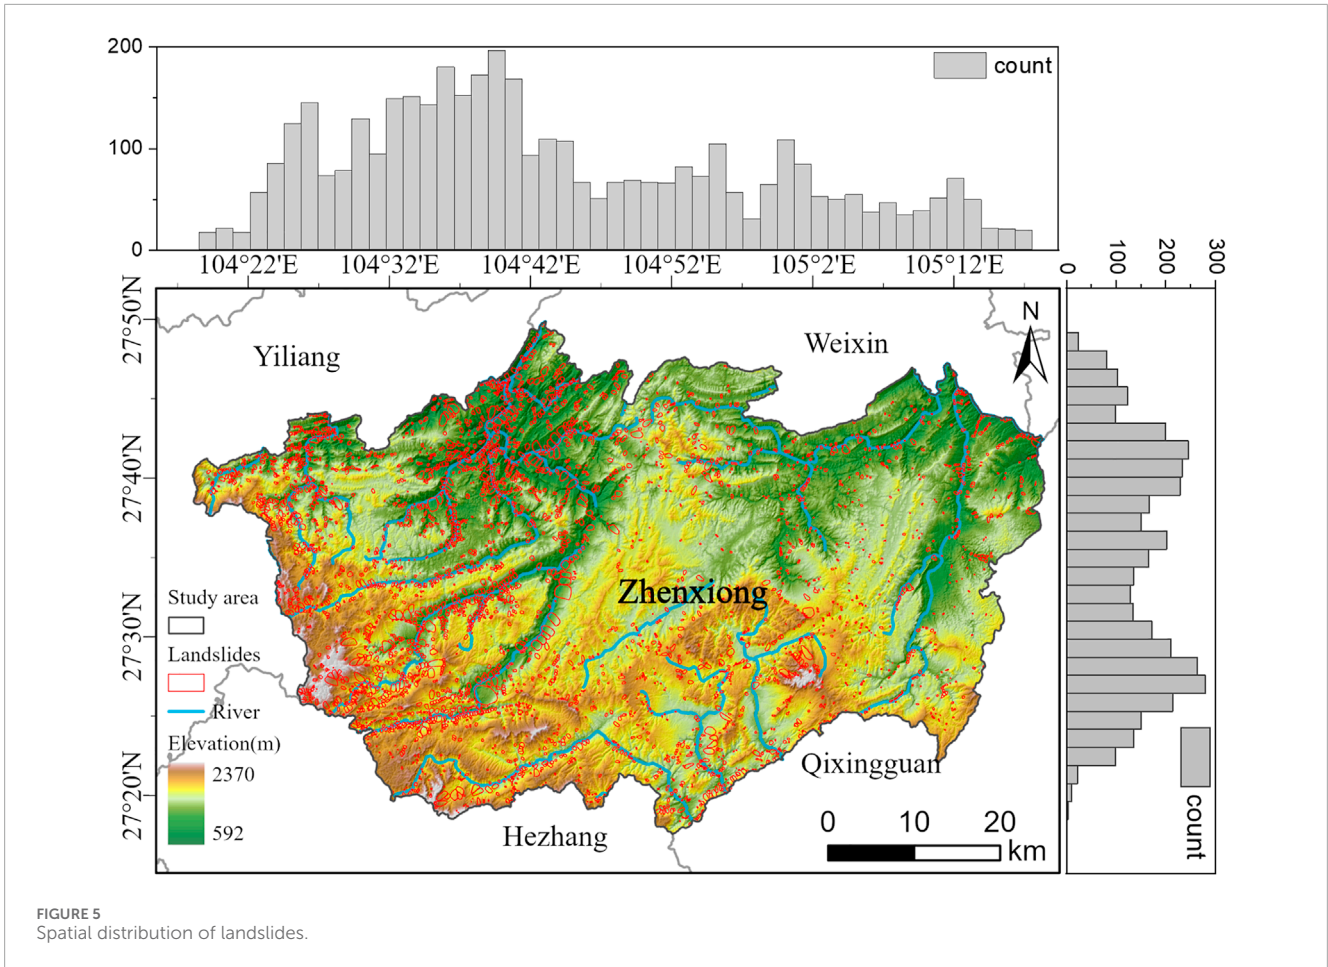 200
count
100
0
104°22'E 104°32'E 104°42'E 104°52'E 105°2'E 105°12'E
0 100 200 300
27°50'N
27°40'N
27°30'N
27°20'N
Yiliang
Weixin
N
Zhenxiong
Study area
Landslides
River
Elevation(m)
2370
592
Qixingguan
Hezhang
0 10 20
km
count
FIGURE 5
Spatial distribution of landslides.